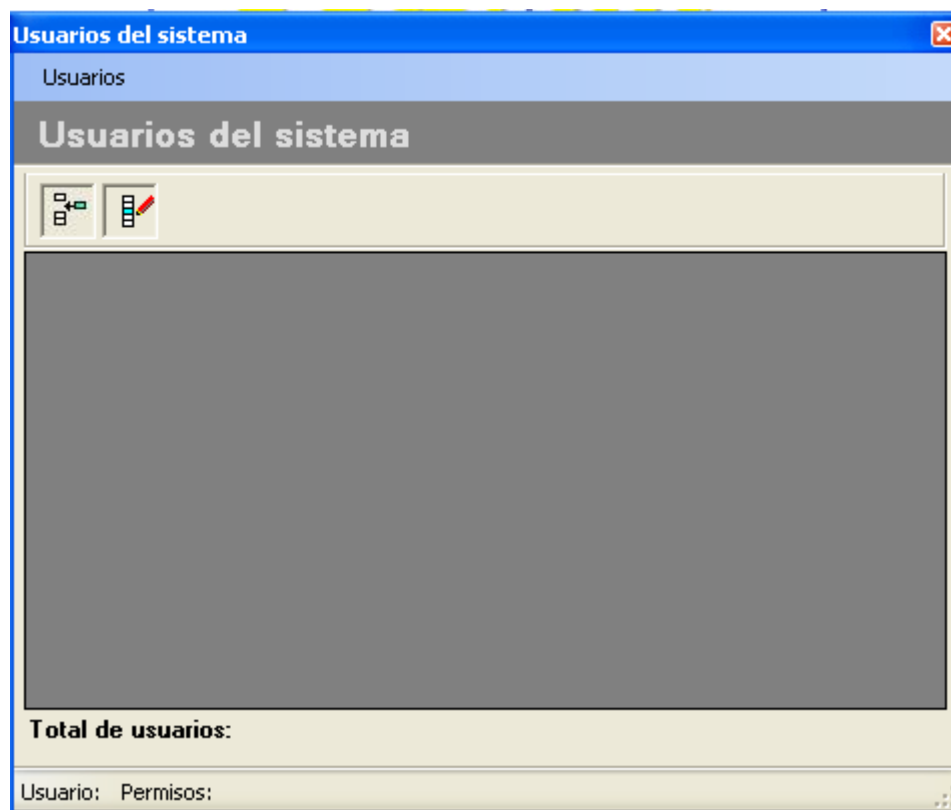 Usuarios del sistema
Usuarios
Usuarios del sistema
Total de usuarios:
Usuario: Permisos: